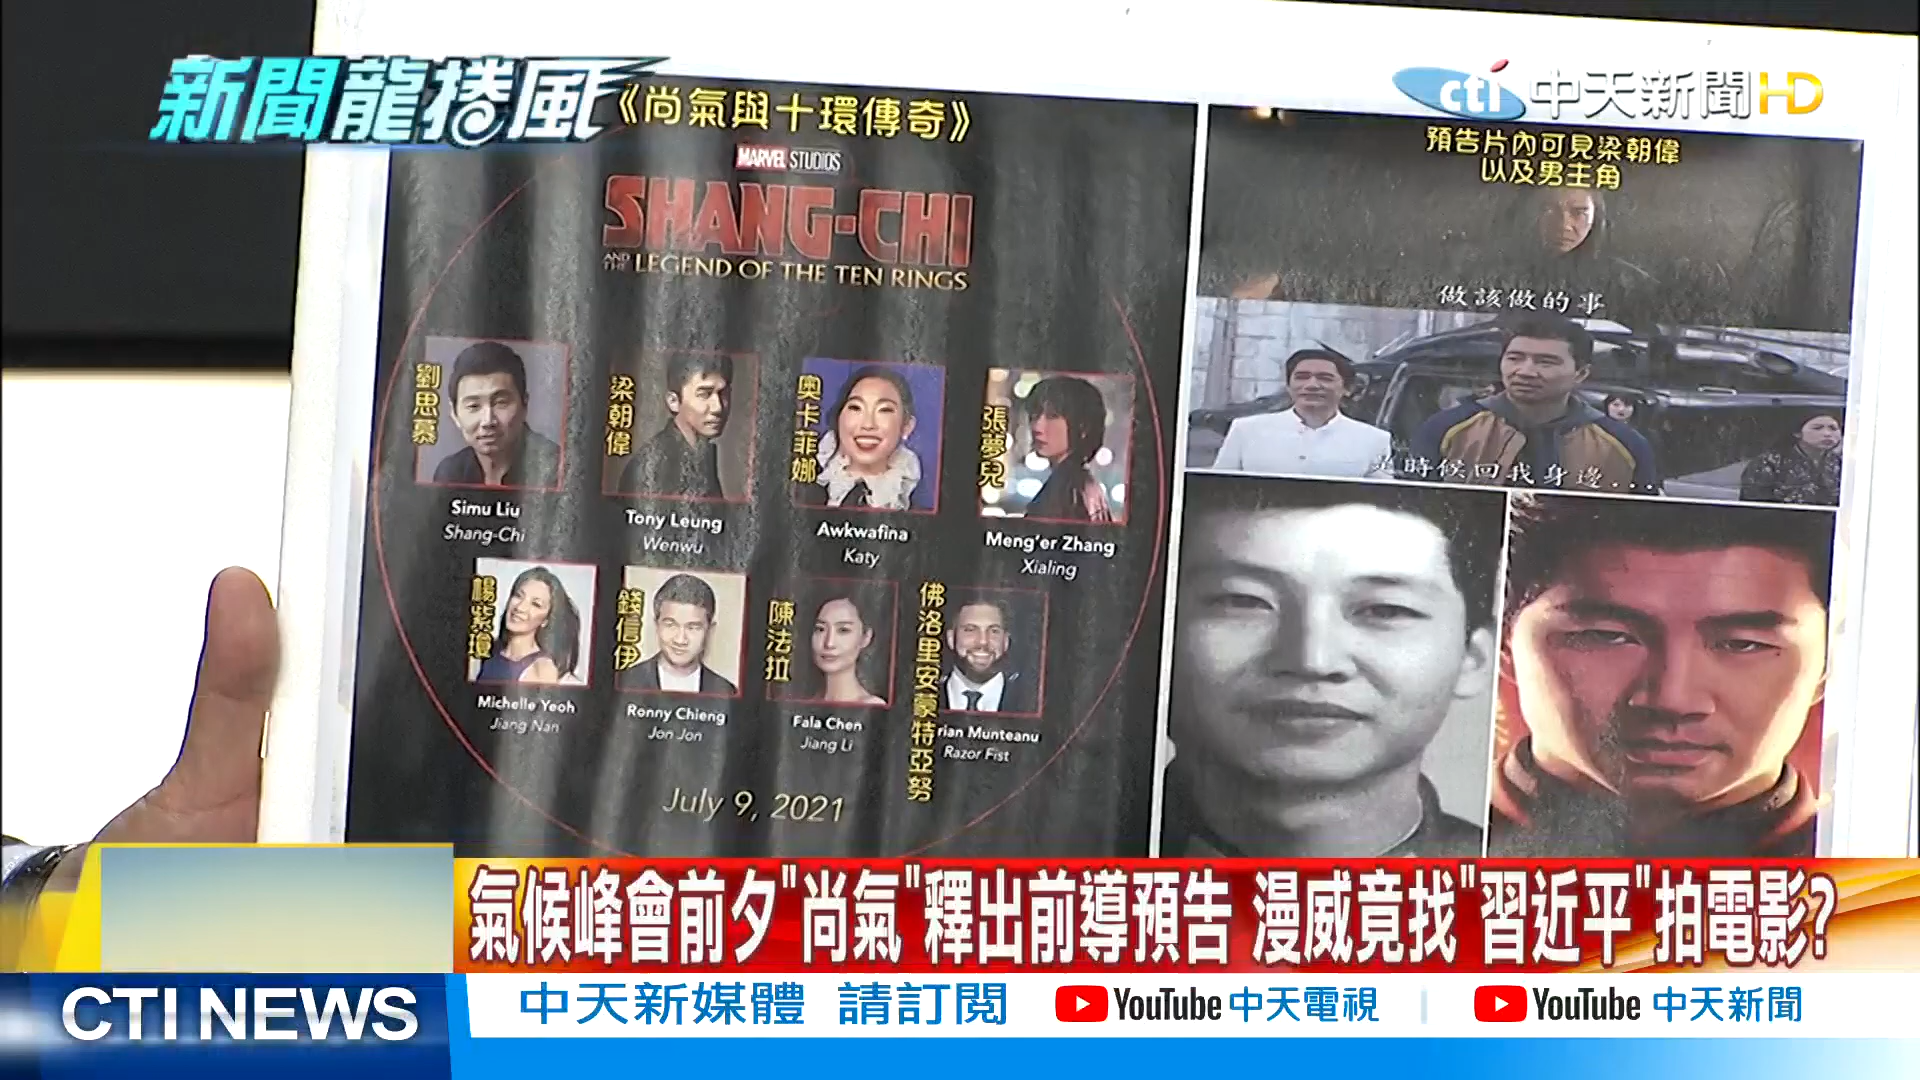 新聞龍捲風
cti中天新聞HD
《尚氣與十環傳奇》
MARVEL STUDIOS
SHANG-CHI
AND THE LEGEND OF THE TEN RINGS
預告片內可見梁朝偉
以及男主角
做該做的事
是時候回我身邊...
劉思慕
梁朝偉
奧卡菲娜
張夢兒
Simu Liu
Shang-Chi
Tony Leung
Wenwu
Awkwafina
Katy
Meng'er Zhang
Xialing
楊紫瓊
錢信伊
陳法拉
佛洛里安蒙特亞努
Michelle Yeoh
Jiang Nan
Ronny Chieng
Jon Jon
Fala Chen
Jiang Li
rian Munteanu
Razor Fist
July 9, 2021
氣候峰會前夕"尚氣"釋出前導預告 漫威竟找"習近平"拍電影?
CTI NEWS
中天新媒體 請訂閱 YouTube 中天電視 | YouTube 中天新聞